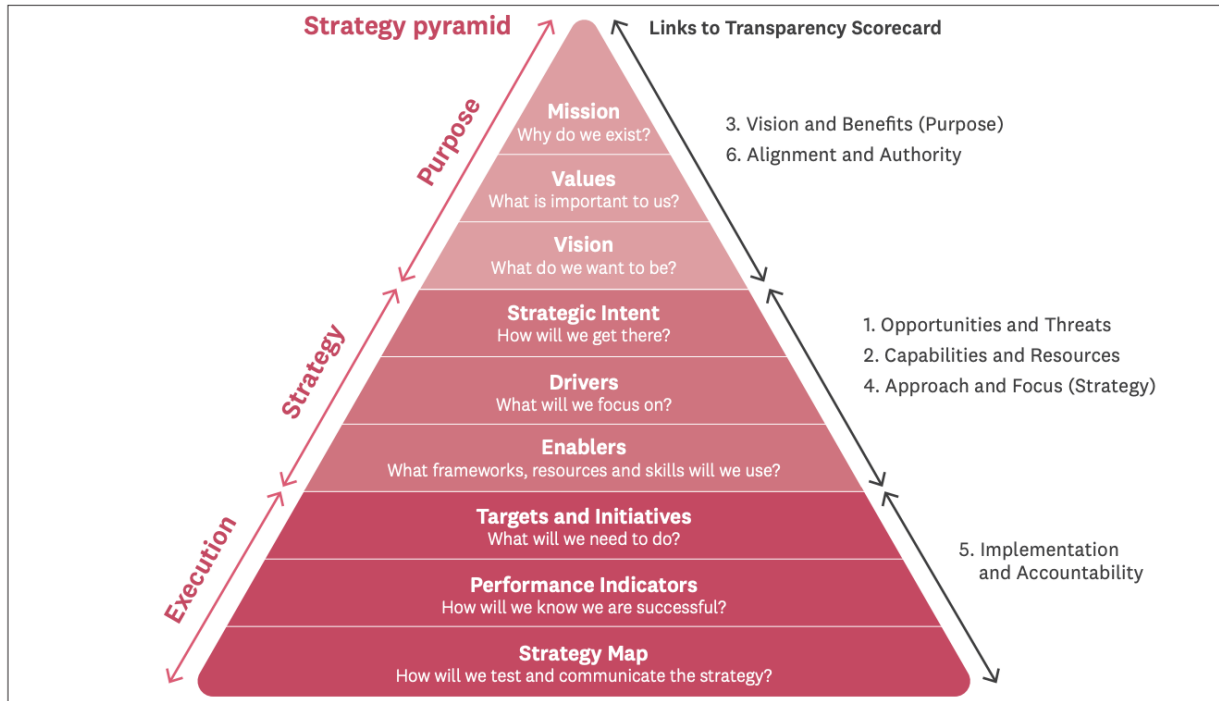 Strategy pyramid
Links to Transparency Scorecard
Purpose
Mission
Why do we exist?
Values
What is important to us?
Vision
What do we want to be?
3. Vision and Benefits (Purpose)
6. Alignment and Authority
Strategy
Strategic Intent
How will we get there?
Drivers
What will we focus on?
Enablers
What frameworks, resources and skills will we use?
1. Opportunities and Threats
2. Capabilities and Resources
4. Approach and Focus (Strategy)
Execution
Targets and Initiatives
What will we need to do?
Performance Indicators
How will we know we are successful?
Strategy Map
How will we test and communicate the strategy?
5. Implementation
and Accountability